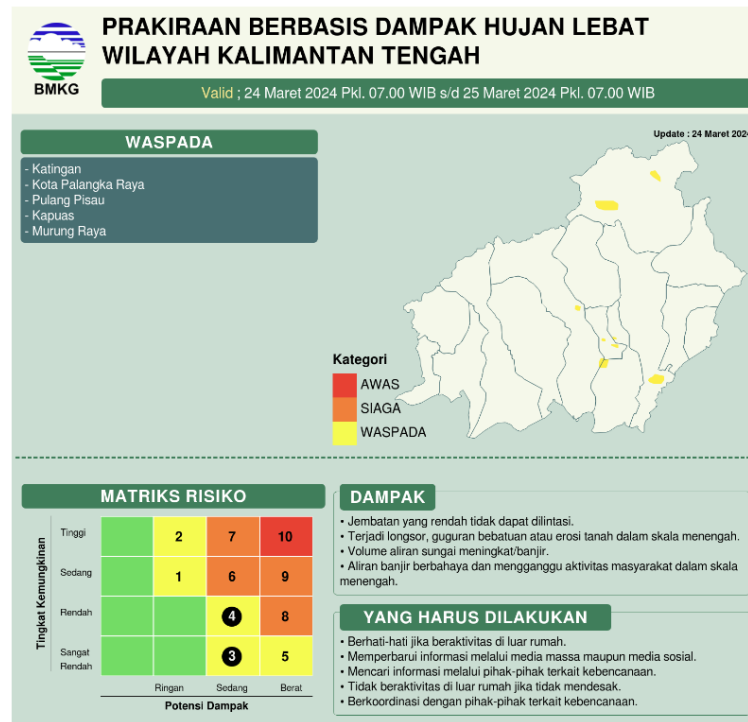 PRAKIRAAN BERBASIS DAMPAK HUJAN LEBAT
WILAYAH KALIMANTAN TENGAH
BMKG
Valid ; 24 Maret 2024 Pkl. 07.00 WIB s/d 25 Maret 2024 Pkl. 07.00 WIB
Update : 24 Maret 2024
WASPADA
- Katingan
- Kota Palangka Raya
- Pulang Pisau
- Kapuas
- Murung Raya
Kategori
AWAS
SIAGA
WASPADA
MATRIKS RISIKO
Tingkat Kemungkinan
Tinggi 2 7 10
Sedang 1 6 9
Rendah 4 8
Sangat
Rendah 3 5
Ringan Sedang Berat
Potensi Dampak
DAMPAK
• Jembatan yang rendah tidak dapat dilintasi.
• Terjadi longsor, guguran bebatuan atau erosi tanah dalam skala menengah.
• Volume aliran sungai meningkat/banjir.
• Aliran banjir berbahaya dan mengganggu aktivitas masyarakat dalam skala
menengah.
YANG HARUS DILAKUKAN
• Berhati-hati jika beraktivitas di luar rumah.
• Memperbarui informasi melalui media massa maupun media sosial.
• Mencari informasi melalui pihak-pihak terkait kebencanaan.
• Tidak beraktivitas di luar rumah jika tidak mendesak.
• Berkoordinasi dengan pihak-pihak terkait kebencanaan.